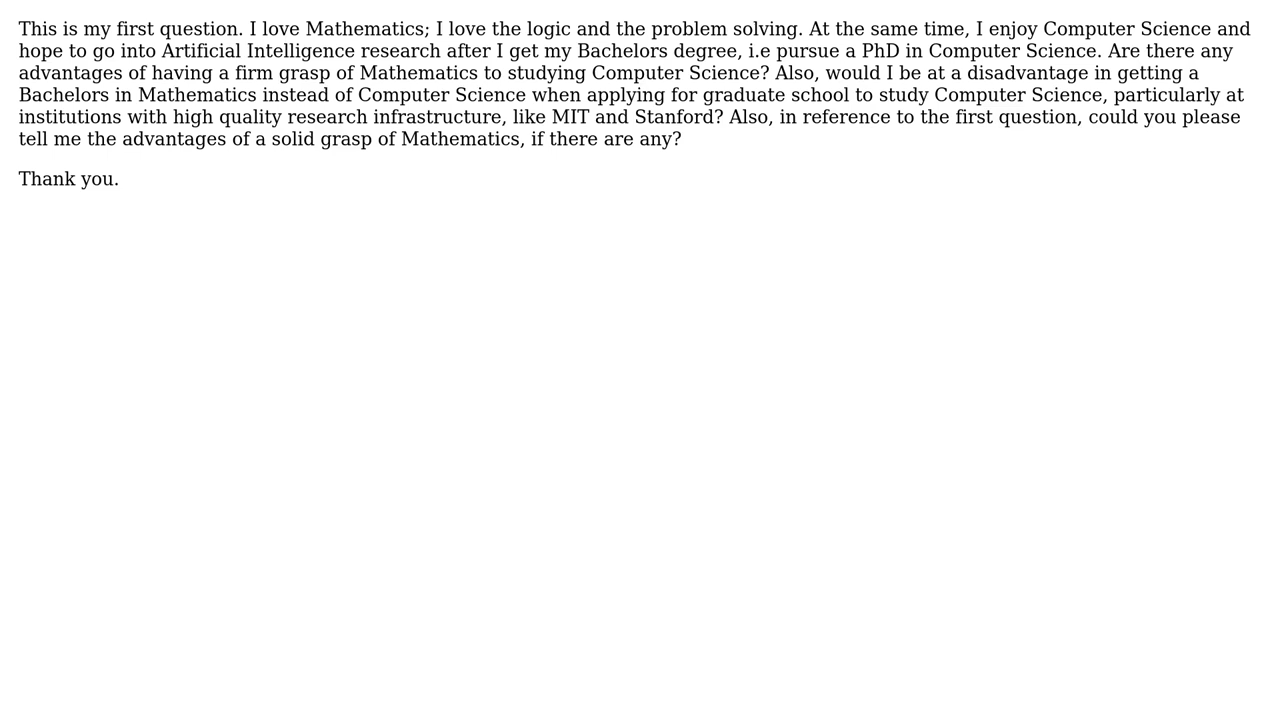 This is my first question. I love Mathematics; I love the logic and the problem solving. At the same time, I enjoy Computer Science and
hope to go into Artificial Intelligence research after I get my Bachelors degree, i.e pursue a PhD in Computer Science. Are there any
advantages of having a firm grasp of Mathematics to studying Computer Science? Also, would I be at a disadvantage in getting a
Bachelors in Mathematics instead of Computer Science when applying for graduate school to study Computer Science, particularly at
institutions with high quality research infrastructure, like MIT and Stanford? Also, in reference to the first question, could you please
tell me the advantages of a solid grasp of Mathematics, if there are any?
Thank you.